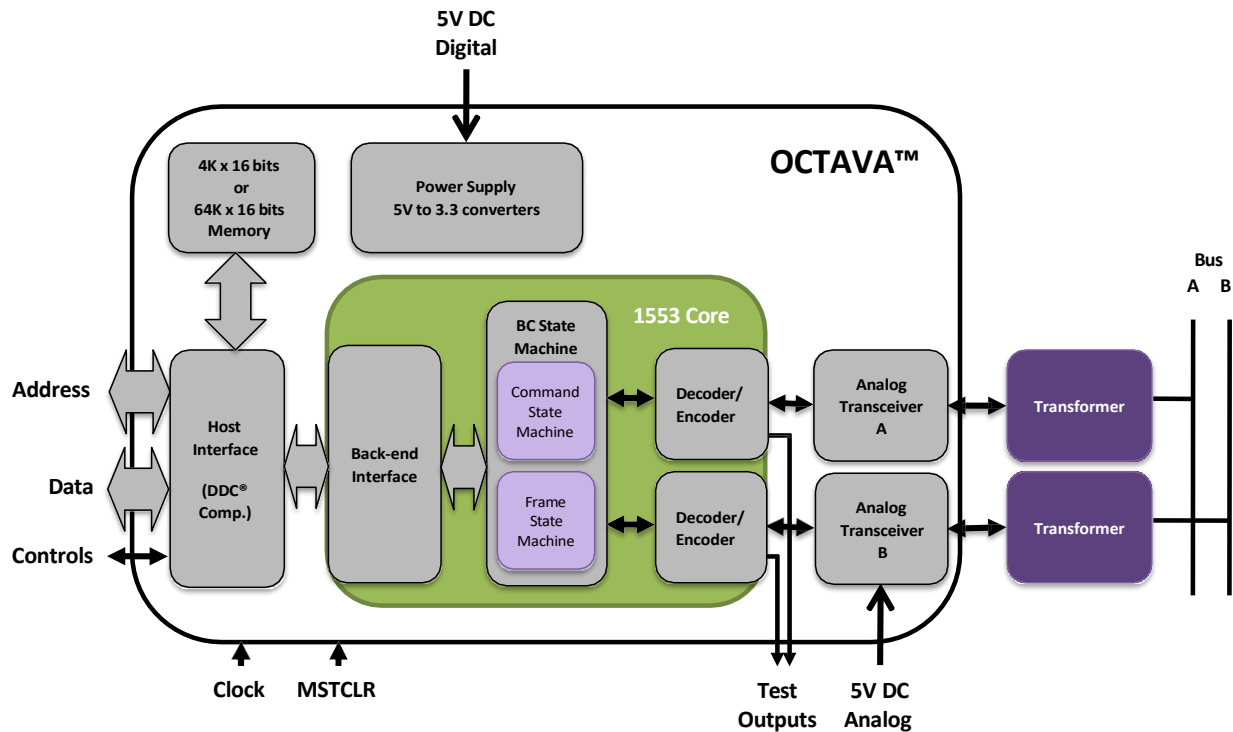 5V DC
Digital
OCTAVA™
4K x 16 bits
or
64K x 16 bits
Memory
Power Supply
5V to 3.3 converters
Bus
A B
1553 Core
BC State
Machine
Command
State
Machine
Frame
State
Machine
Decoder/
Encoder
Decoder/
Encoder
Analog
Transceiver
A
Analog
Transceiver
B
Transformer
Transformer
Address
Data
Controls
Host
Interface
(DDC®
Comp.)
Back-end
Interface
Clock
MSTCLR
Test
Outputs
5V DC
Analog